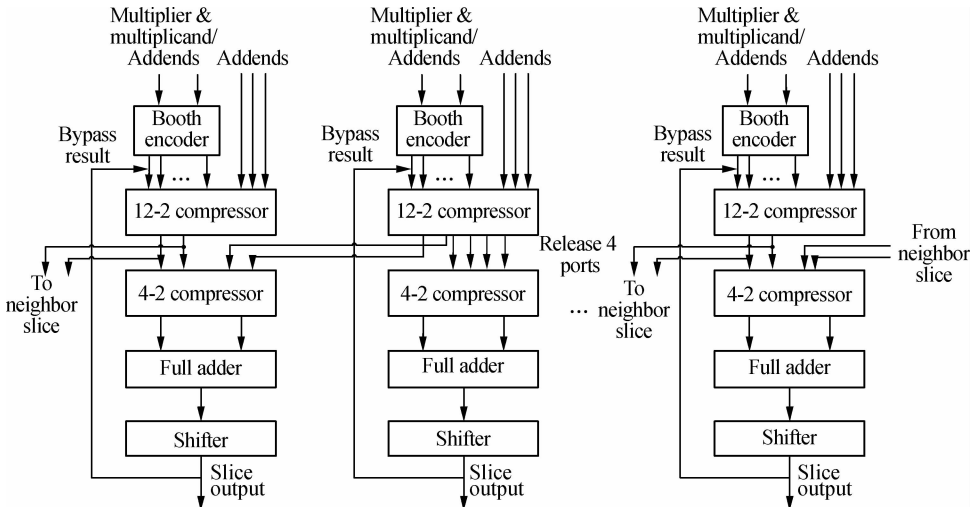 Multiplier &
multiplicand/
Addends Addends
Booth
encoder
Bypass
result
...
12-2 compressor
To
neighbor
slice
4-2 compressor
Full adder
Shifter
Slice
output
Multiplier &
multiplicand/
Addends Addends
Booth
encoder
Bypass
result
...
12-2 compressor
Release 4
ports
4-2 compressor
Full adder
Shifter
Slice
output
...
Multiplier &
multiplicand/
Addends Addends
Booth
encoder
Bypass
result
...
12-2 compressor
From
neighbor
slice
To
neighbor
slice
4-2 compressor
Full adder
Shifter
Slice
output